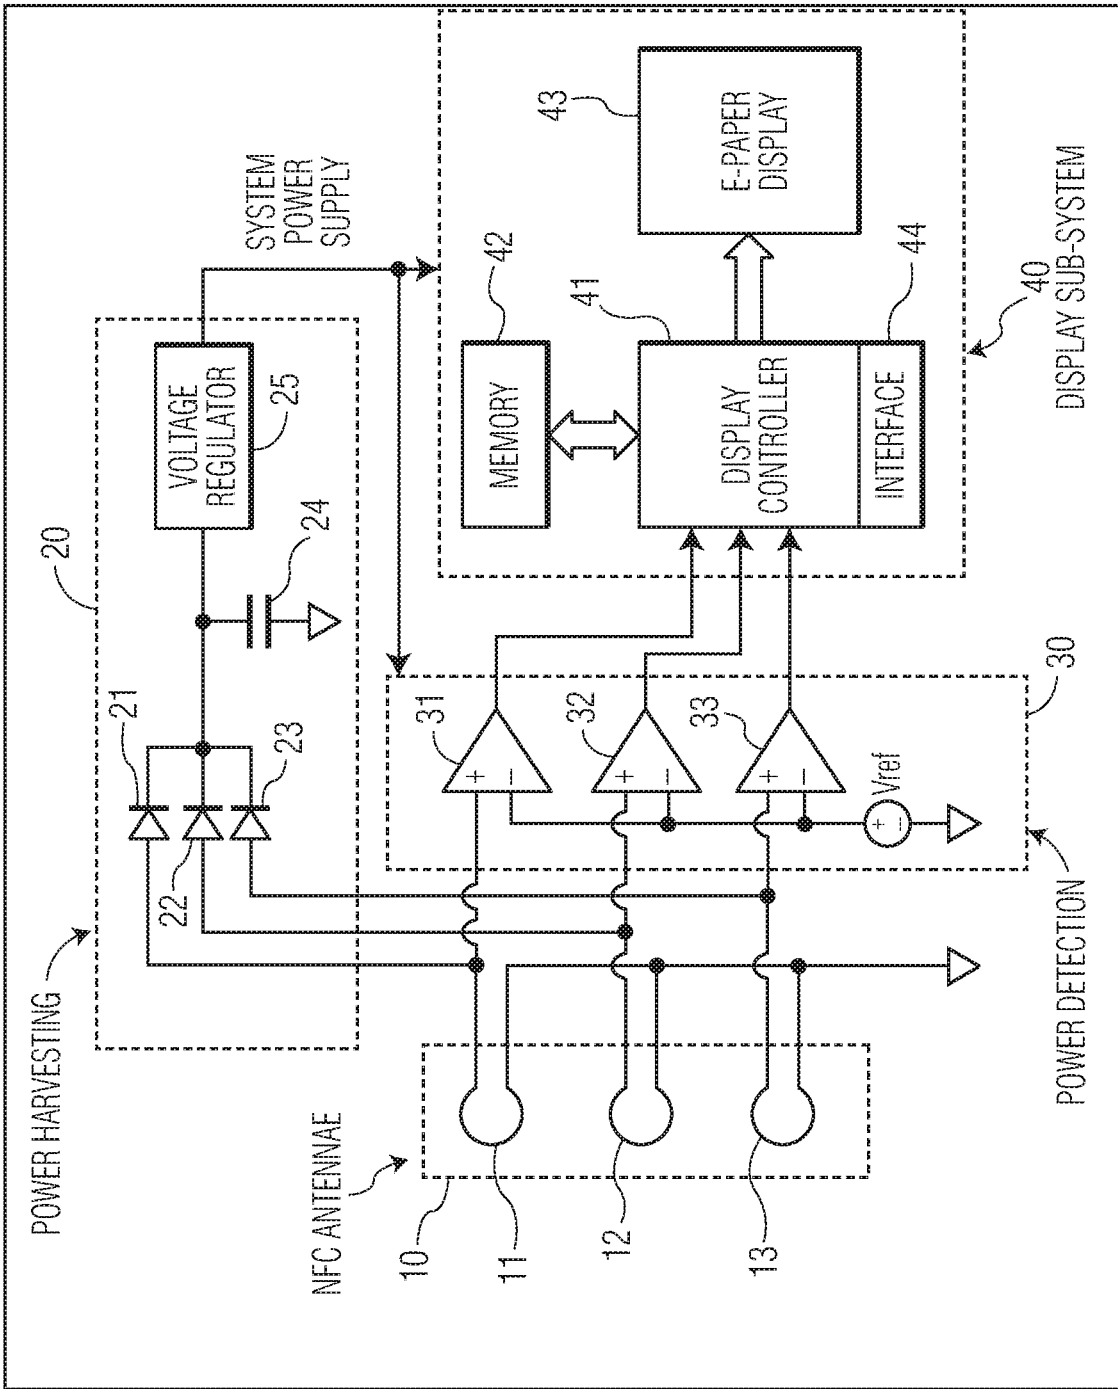 POWER HARVESTING
20
21
22
23
24
VOLTAGE
REGULATOR
25
SYSTEM
POWER
SUPPLY
NFC ANTENNAE
10
11
12
13
31
+
−
32
+
−
33
+
−
+
−
Vref
30
POWER DETECTION
MEMORY
42
DISPLAY
CONTROLLER
41
INTERFACE
44
E-PAPER
DISPLAY
43
40
DISPLAY SUB-SYSTEM